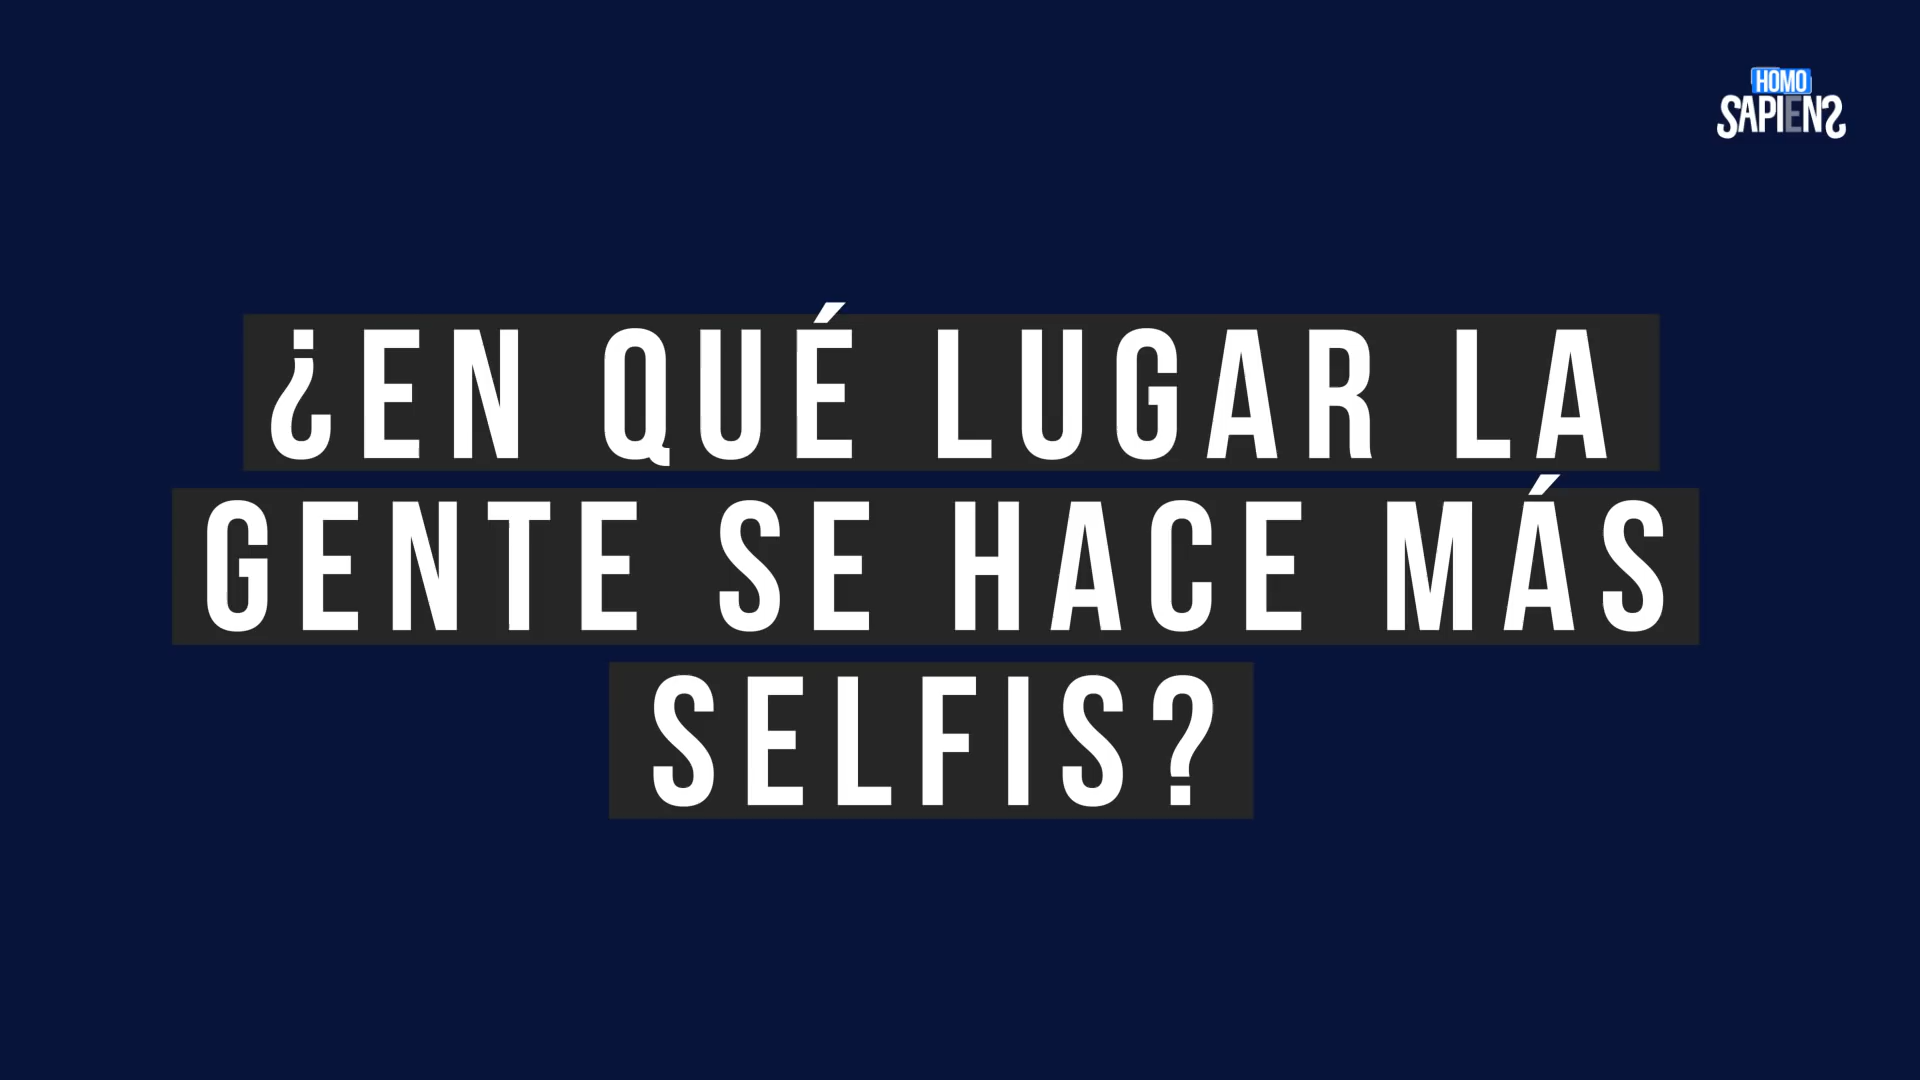 HOMO
SAPIENS
¿EN QUÉ LUGAR LA
GENTE SE HACE MÁS
SELFIS?